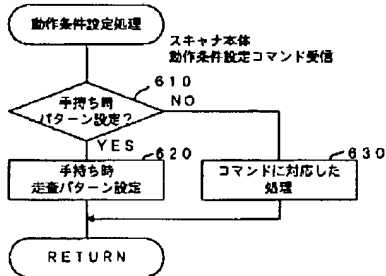 動作条件設定処理
スキャナ本体
動作条件設定コマンド受信
610
手持ち時
パターン設定?
NO
YES
620
手持ち時
走査パターン設定
630
コマンドに対応した
処理
RETURN